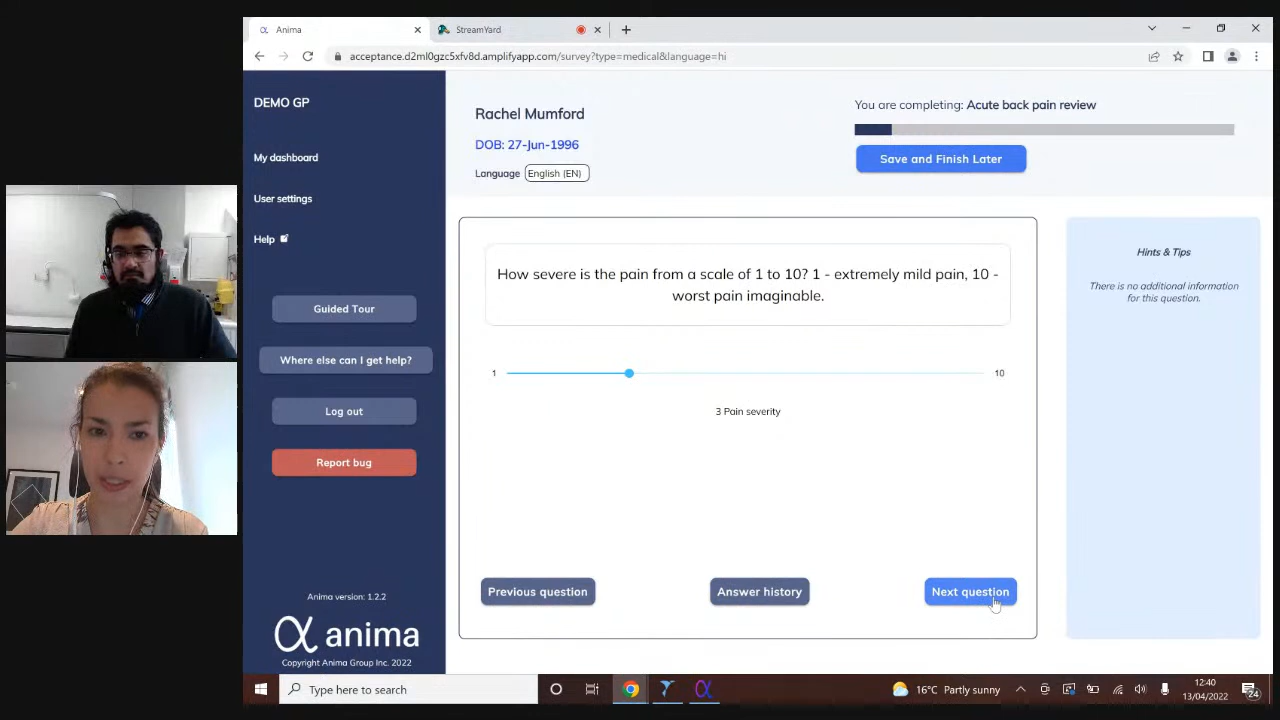 Anima
StreamYard
acceptance.d2ml0gzc5xfv8d.amplifyapp.com/survey?type=medical&language=hi
DEMO GP
My dashboard
User settings
Help
Guided Tour
Where else can I get help?
Log out
Report bug
Anima version: 1.2.2
α anima
Copyright Anima Group Inc. 2022
Rachel Mumford
DOB: 27-Jun-1996
Language English (EN)
You are completing: Acute back pain review
Save and Finish Later
How severe is the pain from a scale of 1 to 10? 1 - extremely mild pain, 10 -
worst pain imaginable.
1
10
3 Pain severity
Previous question
Answer history
Next question
Hints & Tips
There is no additional information
for this question.
Type here to search
16°C Partly sunny
12:40
13/04/2022
24